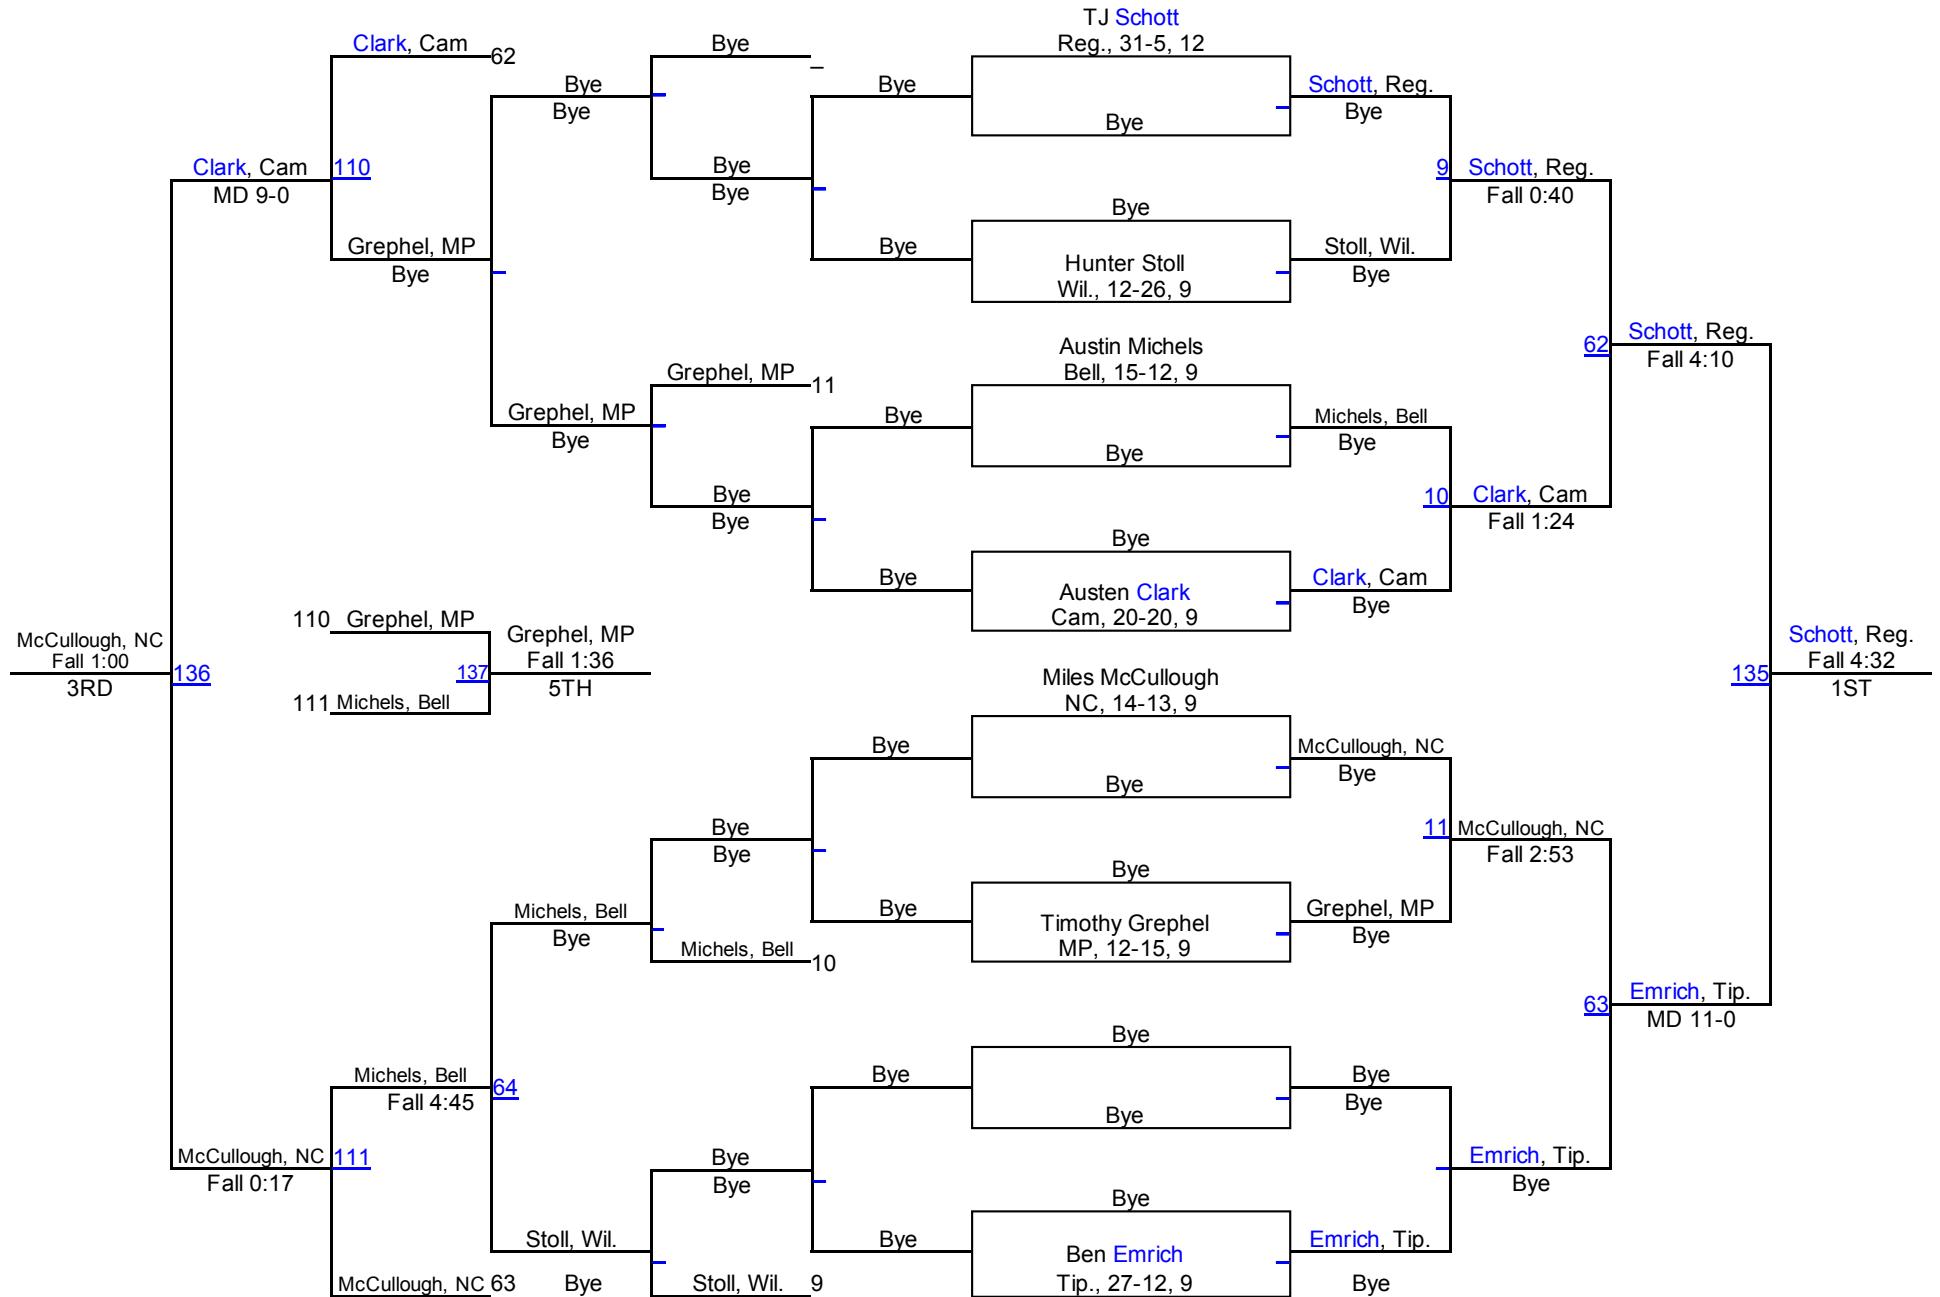 TJ Schott
Clark, Cam 62
Bye _
Reg., 31-5, 12
Bye
Bye
Bye
Bye
Schott, Reg.
Bye
Clark, Cam
110
MD 9-0
Bye
Bye
9
Schott, Reg.
Fall 0:40
Bye
Grephel, MP
Bye
Bye
Hunter Stoll
Wil., 12-26, 9
Stoll, Wil.
Bye
Austin Michels
Bell, 15-12, 9
62
Schott, Reg.
Fall 4:10
Grephel, MP 11
Grephel, MP
Bye
Bye
Bye
Michels, Bell
Bye
Bye
Bye
10
Clark, Cam
Fall 1:24
Bye
Bye
Austen Clark
Cam, 20-20, 9
Clark, Cam
Bye
110 Grephel, MP
McCullough, NC
Fall 1:00
3RD
136
137
Grephel, MP
Fall 1:36
5TH
111 Michels, Bell
135
Schott, Reg.
Fall 4:32
1ST
Miles McCullough
NC, 14-13, 9
Bye
Bye
McCullough, NC
Bye
Bye
Bye
11
McCullough, NC
Fall 2:53
Bye
Michels, Bell
Bye
Bye
Timothy Grephel
MP, 12-15, 9
Grephel, MP
Bye
Michels, Bell 10
63
Emrich, Tip.
MD 11-0
Bye
Michels, Bell
64
Fall 4:45
Bye
Bye
Bye
Bye
McCullough, NC
111
Fall 0:17
Bye
Bye
Emrich, Tip.
Bye
Bye
Stoll, Wil.
Bye
Bye
Ben Emrich
Tip., 27-12, 9
Emrich, Tip.
Bye
McCullough, NC 63
Stoll, Wil. 9